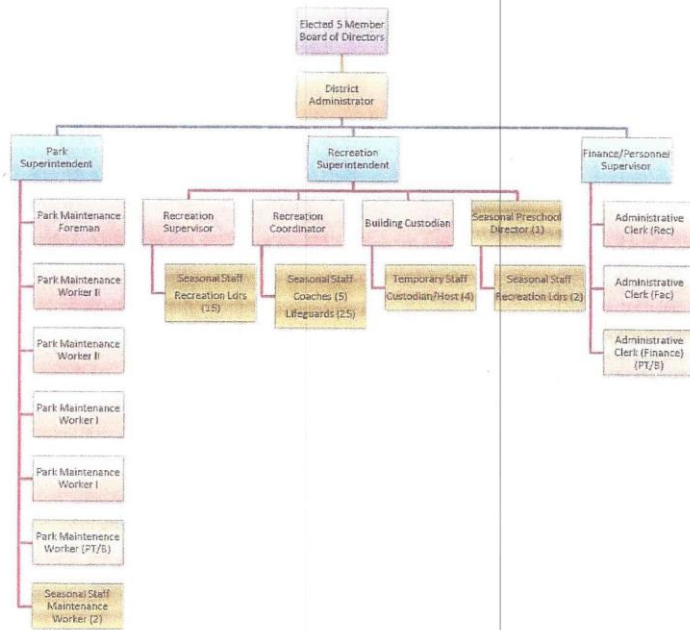 Elected 5 Member
Board of Directors
District
Administrator
Park
Superintendent
Recreation
Superintendent
Finance/Personnel
Supervisor
Park Maintenance
Foreman
Park Maintenance
Worker II
Park Maintenance
Worker II
Park Maintenance
Worker I
Park Maintenance
Worker I
Park Maintenence
Worker (PT/B)
Seasonal Staff
Maintenance
Worker (2)
Recreation
Supervisor
Seasonal Staff
Recreation Ldrs
(15)
Recreation
Coordinator
Seasonal Staff
Coaches (5)
Lifeguards (25)
Building Custodian
Temporary Staff
Custodian/Host (4)
Seasonal Preschool
Director (1)
Seasonal Staff
Recreation Ldrs (2)
Administrative
Clerk (Rec)
Administrative
Clerk (Fac)
Administrative
Clerk (Finance)
(PT/B)